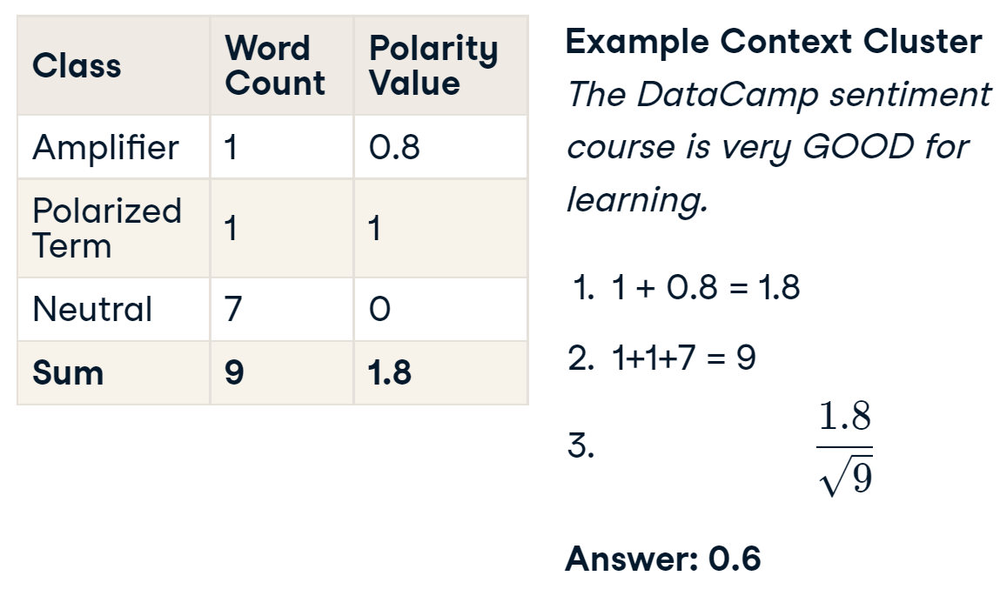 Class
Word
Count
Polarity
Value
Amplifier 1 0.8
Polarized
Term
1 1
Neutral 7 0
Sum 9 1.8
Example Context Cluster
The DataCamp sentiment
course is very GOOD for
learning.
1. 1 + 0.8 = 1.8
2. 1+1+7 = 9
3.
1.8
√9
Answer: 0.6